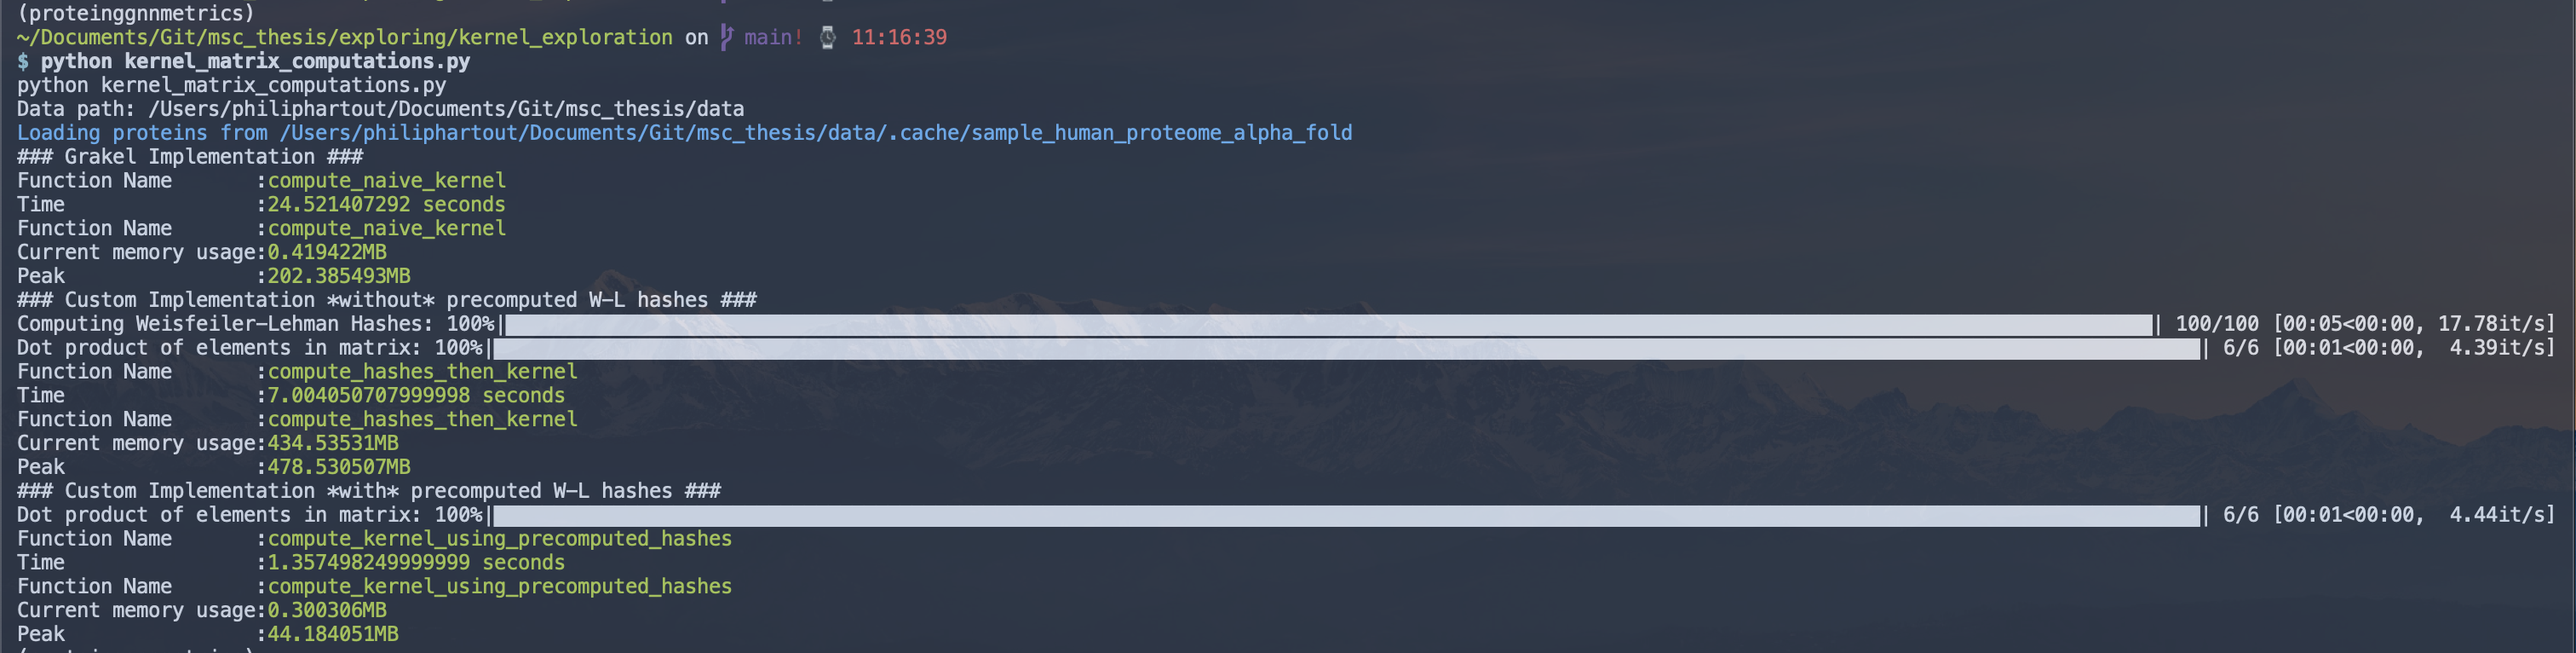 (proteinggnnmetrics)
~/Documents/Git/msc_thesis/exploring/kernel_exploration on main! 11:16:39
$ python kernel_matrix_computations.py
python kernel_matrix_computations.py
Data path: /Users/philiphartout/Documents/Git/msc_thesis/data
Loading proteins from /Users/philiphartout/Documents/Git/msc_thesis/data/.cache/sample_human_proteome_alpha_fold
### Grakel Implementation ###
Function Name       :compute_naive_kernel
Time                :24.521407292 seconds
Function Name       :compute_naive_kernel
Current memory usage:0.419422MB
Peak                :202.385493MB
### Custom Implementation *without* precomputed W-L hashes ###
Computing Weisfeiler-Lehman Hashes: 100%| | 100/100 [00:05<00:00, 17.78it/s]
Dot product of elements in matrix: 100%| | 6/6 [00:01<00:00,  4.39it/s]
Function Name       :compute_hashes_then_kernel
Time                :7.004050707999998 seconds
Function Name       :compute_hashes_then_kernel
Current memory usage:434.53531MB
Peak                :478.530507MB
### Custom Implementation *with* precomputed W-L hashes ###
Dot product of elements in matrix: 100%| | 6/6 [00:01<00:00,  4.44it/s]
Function Name       :compute_kernel_using_precomputed_hashes
Time                :1.357498249999999 seconds
Function Name       :compute_kernel_using_precomputed_hashes
Current memory usage:0.300306MB
Peak                :44.184051MB